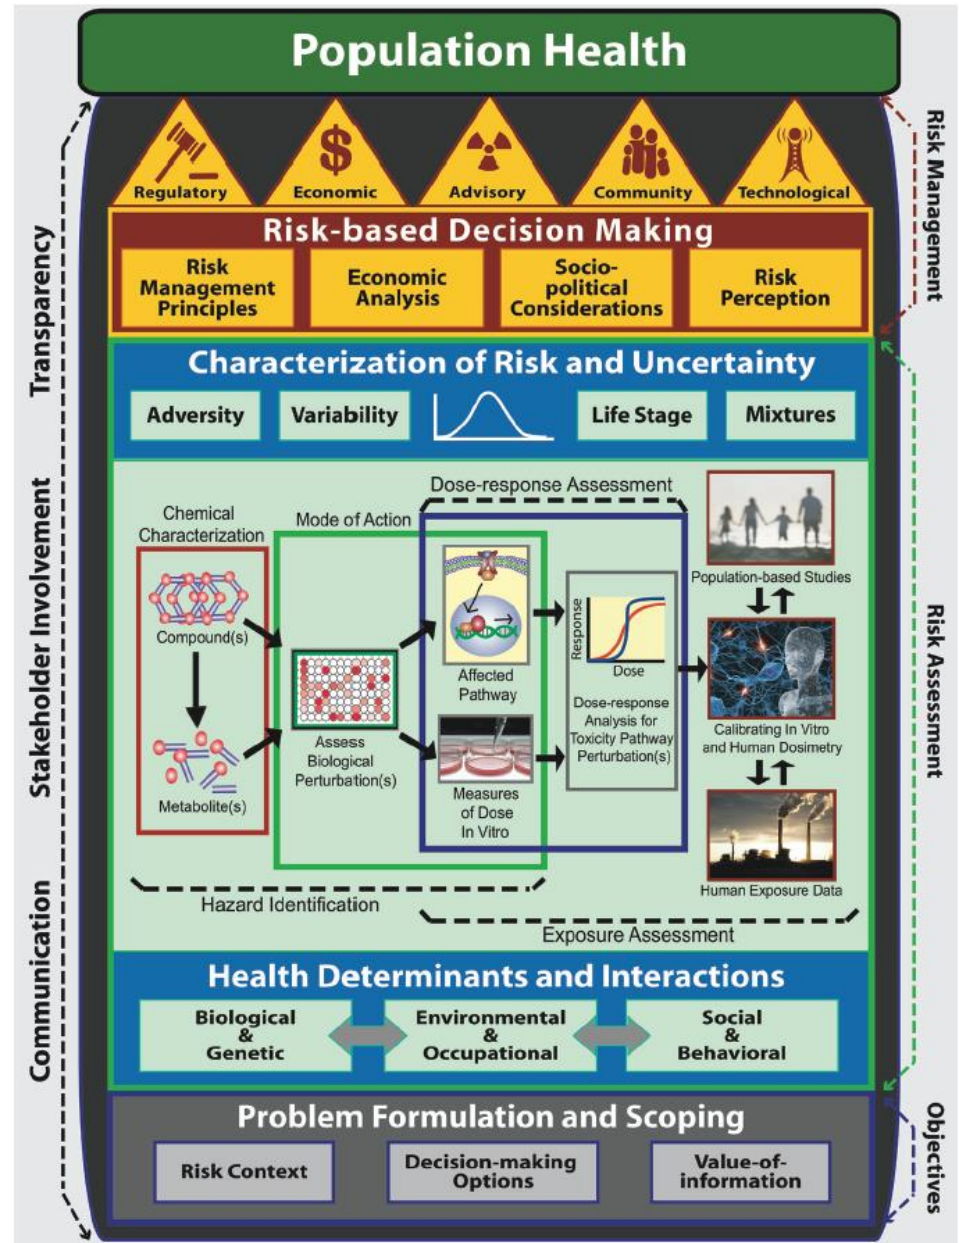 Population Health
Regulatory
Economic
Advisory
Community
Technological
Risk-based Decision Making
Risk
Management
Principles
Economic
Analysis
Socio-
political
Considerations
Risk
Perception
Characterization of Risk and Uncertainty
Adversity
Variability
Life Stage
Mixtures
Dose-response Assessment
Chemical
Characterization
Mode of Action
Compound(s)
Metabolite(s)
Assess
Biological
Perturbation(s)
Affected
Pathway
Measures
of Dose
In Vitro
Response
Dose
Dose-response
Analysis for
Toxicity Pathway
Perturbation(s)
Population-based Studies
Calibrating In Vitro
and Human Dosimetry
Human Exposure Data
Hazard Identification
Exposure Assessment
Health Determinants and Interactions
Biological
&
Genetic
Environmental
&
Occupational
Social
&
Behavioral
Problem Formulation and Scoping
Risk Context
Decision-making
Options
Value-of-
information
Transparency
Stakeholder Involvement
Communication
Risk Management
Risk Assessment
Objectives